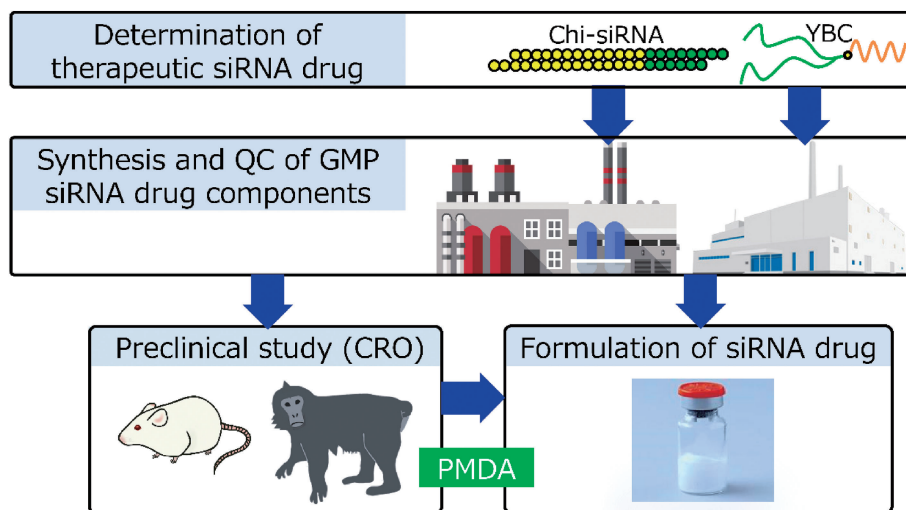 Determination of
therapeutic siRNA drug
Chi-siRNA
YBC
Synthesis and QC of GMP
siRNA drug components
Preclinical study (CRO)
Formulation of siRNA drug
PMDA